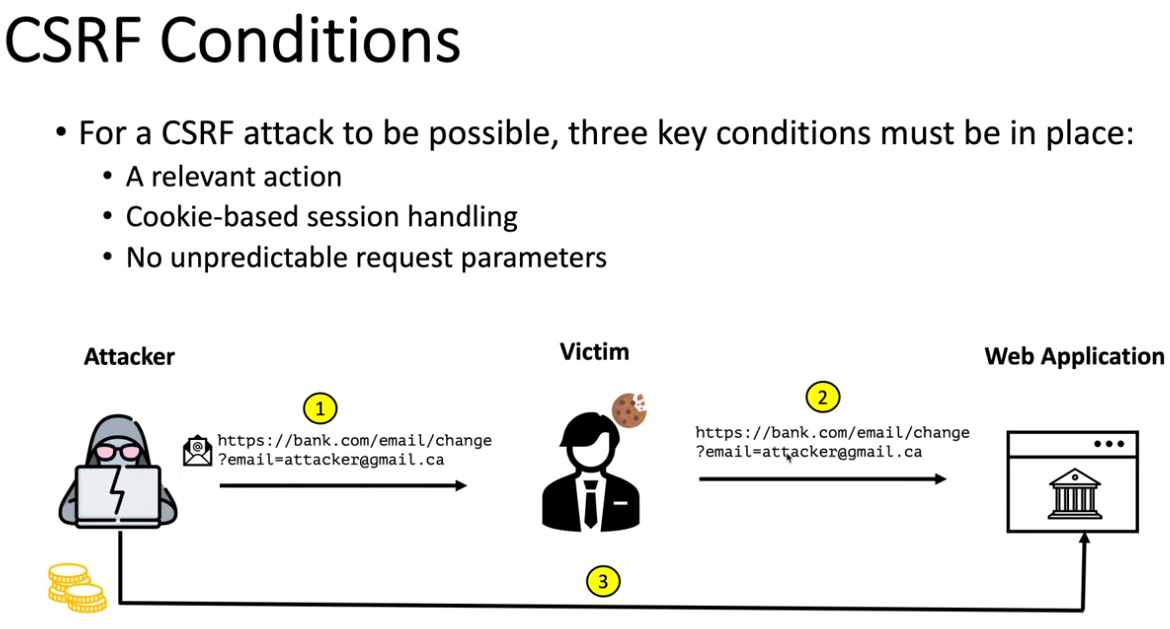 CSRF Conditions
• For a CSRF attack to be possible, three key conditions must be in place:
• A relevant action
• Cookie-based session handling
• No unpredictable request parameters
Attacker
Victim
Web Application
1
https://bank.com/email/change
?email=attacker@gmail.ca
2
https://bank.com/email/change
?email=attacker@gmail.ca
3